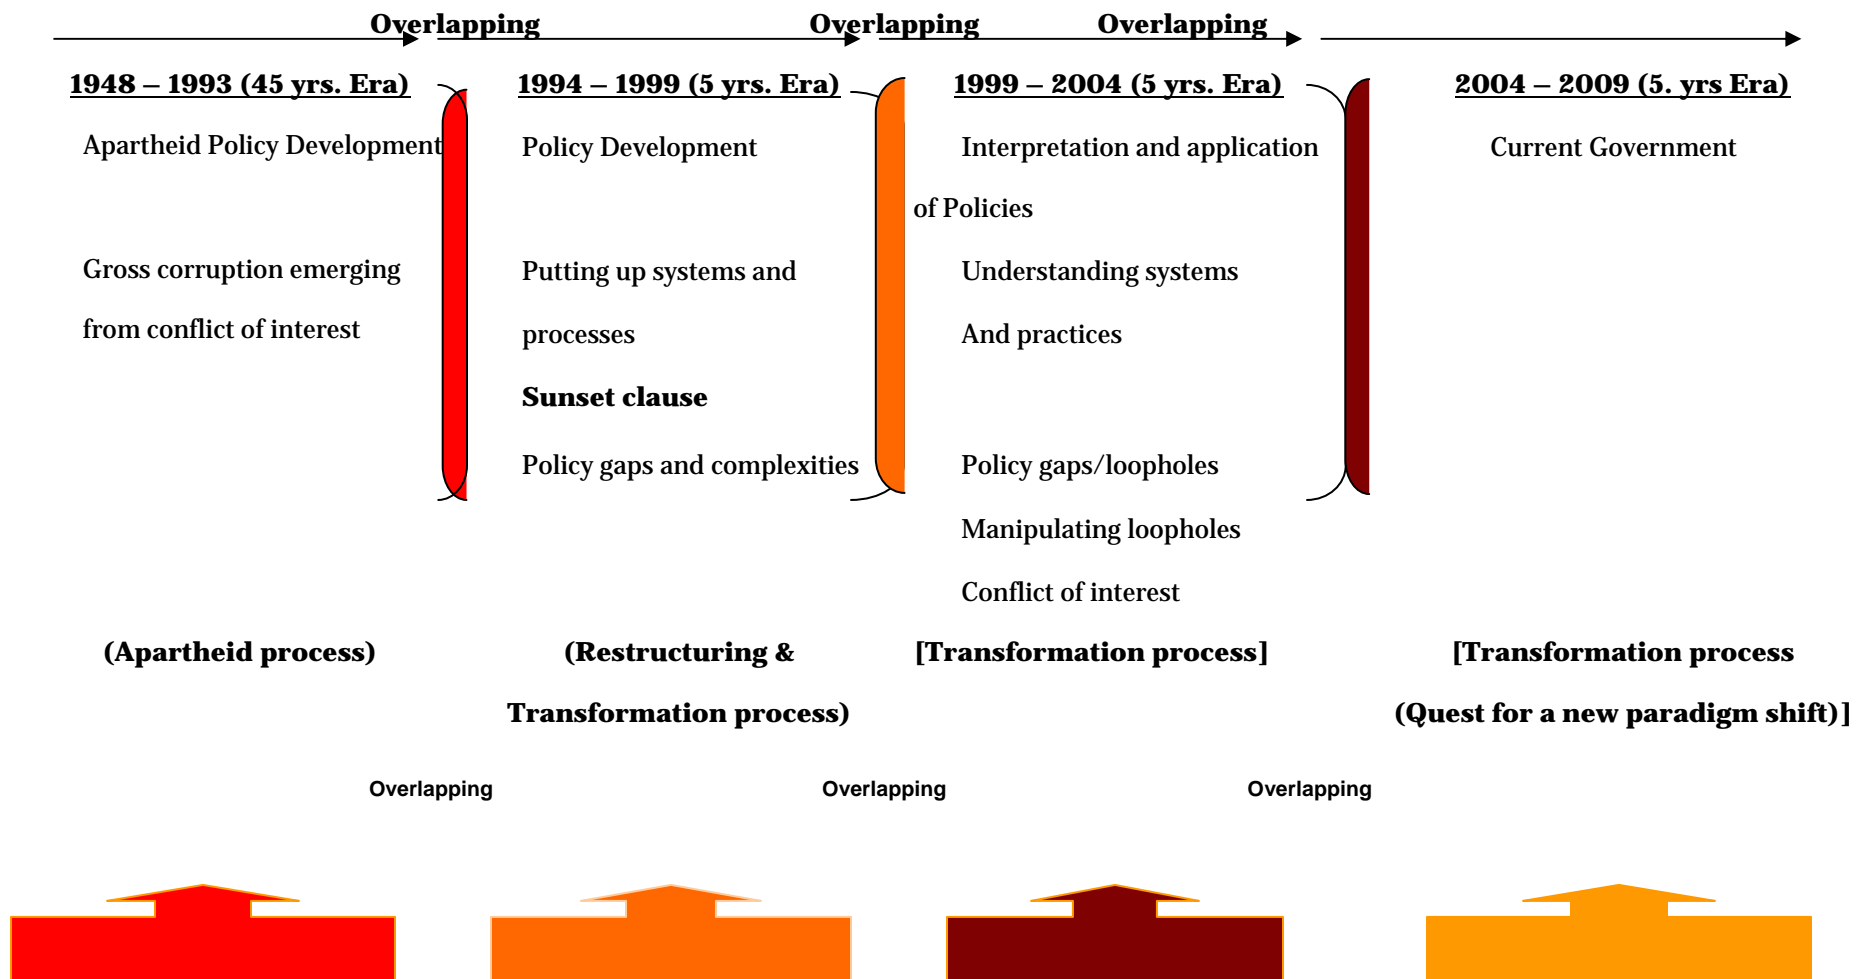 Overlapping Overlapping Overlapping
1948 – 1993 (45 yrs. Era) 1994 – 1999 (5 yrs. Era) 1999 – 2004 (5 yrs. Era) 2004 – 2009 (5. yrs Era)
Apartheid Policy Development Policy Development Interpretation and application Current Government
of Policies
Gross corruption emerging Putting up systems and Understanding systems
from conflict of interest processes And practices
Sunset clause
Policy gaps and complexities Policy gaps/loopholes
Manipulating loopholes
Conflict of interest
(Apartheid process) (Restructuring & [Transformation process] [Transformation process
Transformation process) (Quest for a new paradigm shift)]
Overlapping Overlapping Overlapping